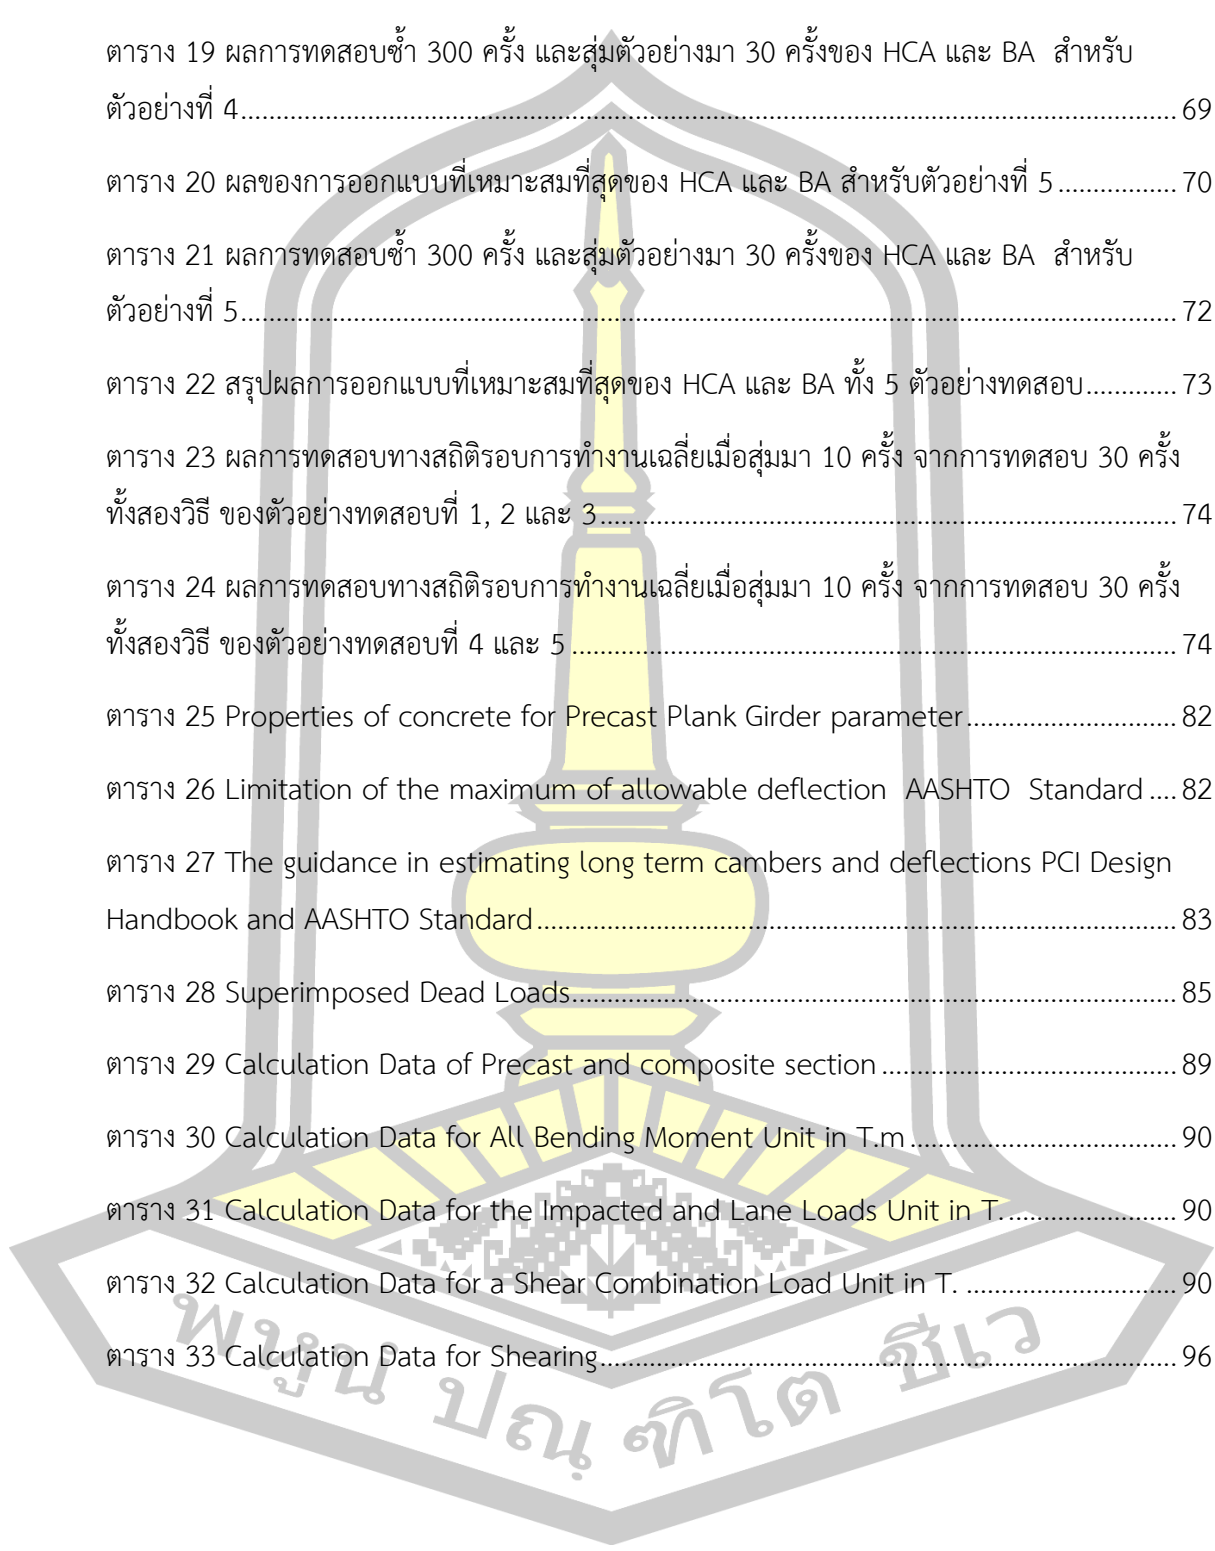 ตาราง 19 ผลการทดสอบซ้ำ 300 ครั้ง และสุ่มตัวอย่างมา 30 ครั้งของ HCA และ BA สำหรับ
ตัวอย่างที่ 4 69
ตาราง 20 ผลของการออกแบบที่เหมาะสมที่สุดของ HCA และ BA สำหรับตัวอย่างที่ 5 70
ตาราง 21 ผลการทดสอบซ้ำ 300 ครั้ง และสุ่มตัวอย่างมา 30 ครั้งของ HCA และ BA สำหรับ
ตัวอย่างที่ 5 72
ตาราง 22 สรุปผลการออกแบบที่เหมาะสมที่สุดของ HCA และ BA ทั้ง 5 ตัวอย่างทดสอบ 73
ตาราง 23 ผลการทดสอบทางสถิติรอบการทำงานเฉลี่ยเมื่อสุ่มมา 10 ครั้ง จากการทดสอบ 30 ครั้ง
ทั้งสองวิธี ของตัวอย่างทดสอบที่ 1, 2 และ 3 74
ตาราง 24 ผลการทดสอบทางสถิติรอบการทำงานเฉลี่ยเมื่อสุ่มมา 10 ครั้ง จากการทดสอบ 30 ครั้ง
ทั้งสองวิธี ของตัวอย่างทดสอบที่ 4 และ 5 74
ตาราง 25 Properties of concrete for Precast Plank Girder parameter 82
ตาราง 26 Limitation of the maximum of allowable deflection AASHTO Standard 82
ตาราง 27 The guidance in estimating long term cambers and deflections PCI Design
Handbook and AASHTO Standard 83
ตาราง 28 Superimposed Dead Loads 85
ตาราง 29 Calculation Data of Precast and composite section 89
ตาราง 30 Calculation Data for All Bending Moment Unit in T.m 90
ตาราง 31 Calculation Data for the Impacted and Lane Loads Unit in T. 90
ตาราง 32 Calculation Data for a Shear Combination Load Unit in T. 90
ตาราง 33 Calculation Data for Shearing 96
พหูนํ ปณฺฑิโต ชีเว